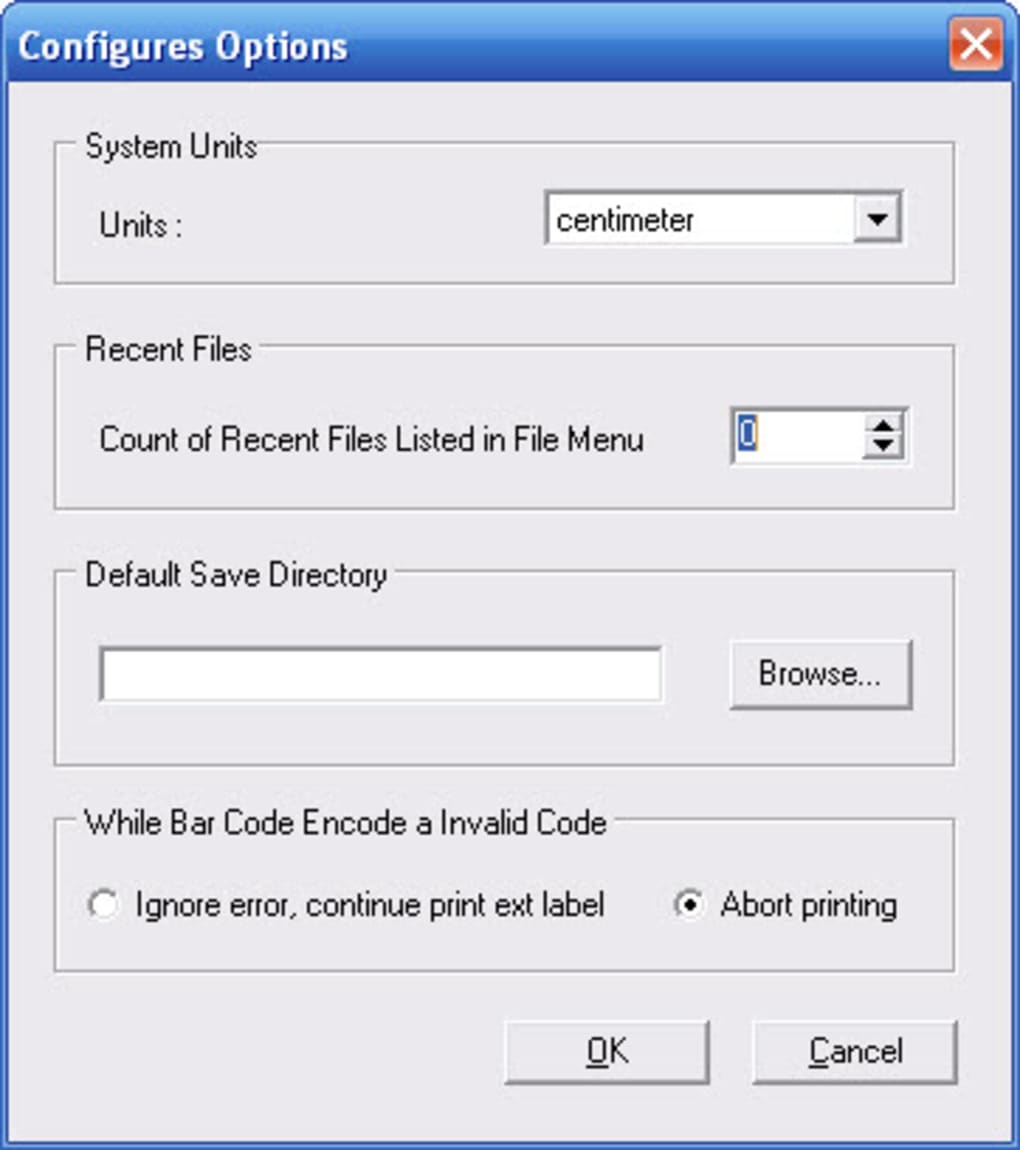 Configures Options
System Units
Units :
centimeter
Recent Files
Count of Recent Files Listed in File Menu
0
Default Save Directory
Browse...
While Bar Code Encode a Invalid Code
Ignore error, continue print ext label
Abort printing
OK
Cancel